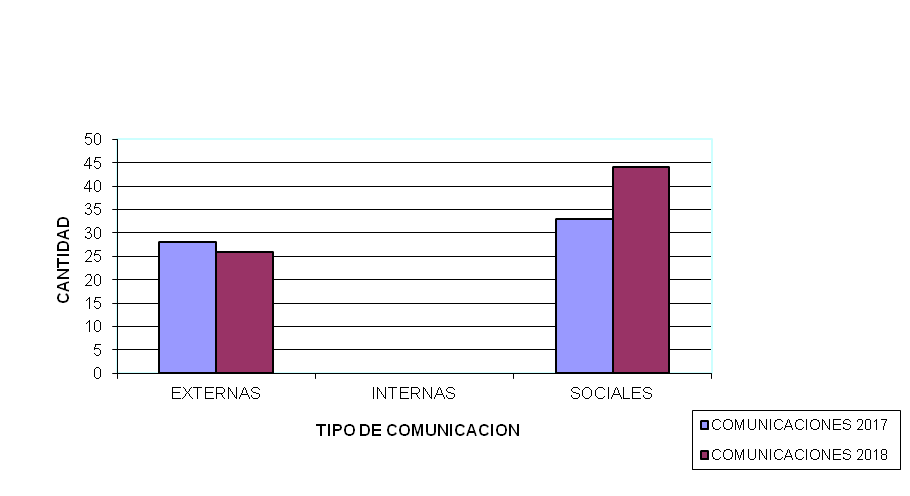 50
45
40
35
30
25
20
15
10
5
0
CANTIDAD
EXTERNAS INTERNAS SOCIALES
TIPO DE COMUNICACION
COMUNICACIONES 2017
COMUNICACIONES 2018